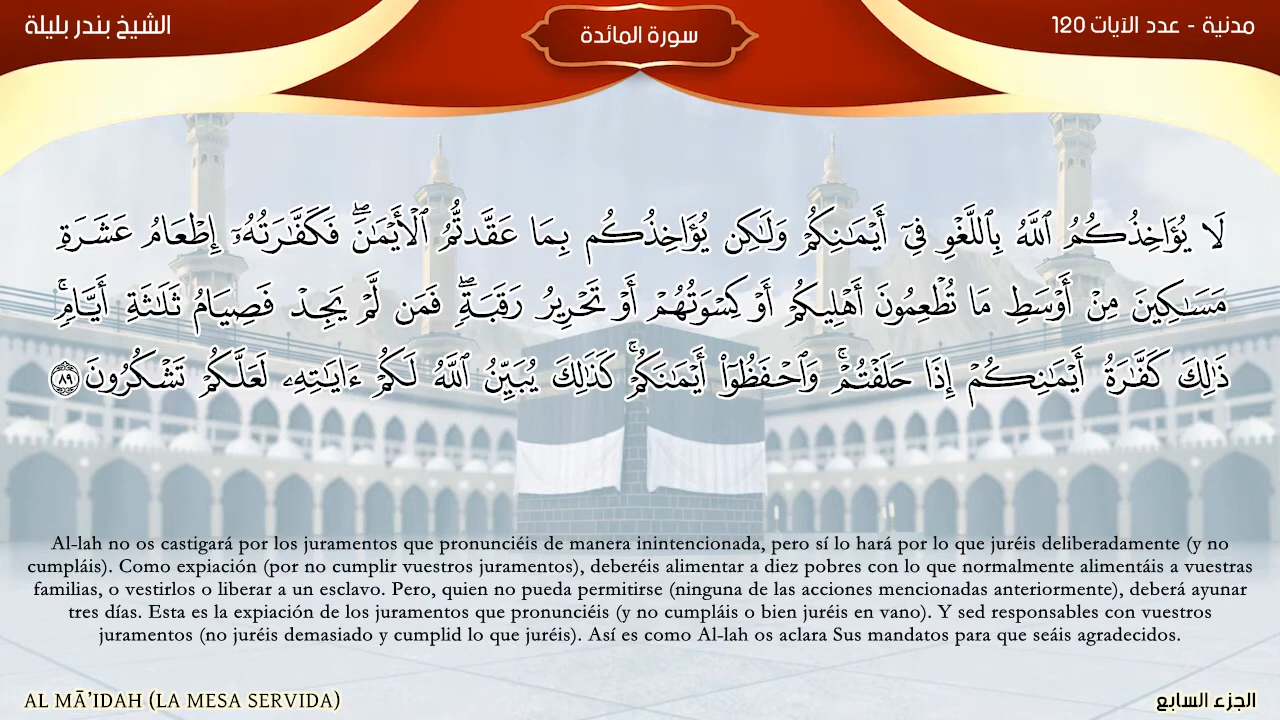 مدنية - عدد الآيات 120
سورة المائدة
الشيخ بندر بليلة
لَا يُؤَاخِذُكُمُ ٱللَّهُ بِٱللَّغْوِ فِىٓ أَيْمَٰنِكُمْ وَلَٰكِن يُؤَاخِذُكُم بِمَا عَقَّدتُّمُ ٱلْأَيْمَٰنَ ۖ فَكَفَّٰرَتُهُۥٓ إِطْعَامُ عَشَرَةِ
مَسَٰكِينَ مِنْ أَوْسَطِ مَا تُطْعِمُونَ أَهْلِيكُمْ أَوْ كِسْوَتُهُمْ أَوْ تَحْرِيرُ رَقَبَةٍ ۖ فَمَن لَّمْ يَجِدْ فَصِيَامُ ثَلَٰثَةِ أَيَّامٍ ۚ
ذَٰلِكَ كَفَّٰرَةُ أَيْمَٰنِكُمْ إِذَا حَلَفْتُمْ ۚ وَٱحْفَظُوٓا۟ أَيْمَٰنَكُمْ ۚ كَذَٰلِكَ يُبَيِّنُ ٱللَّهُ لَكُمْ ءَايَٰتِهِۦ لَعَلَّكُمْ تَشْكُرُونَ ٨٩
Al-lah no os castigará por los juramentos que pronunciéis de manera inintencionada, pero sí lo hará por lo que juréis deliberadamente (y no
cumpláis). Como expiación (por no cumplir vuestros juramentos), deberéis alimentar a diez pobres con lo que normalmente alimentáis a vuestras
familias, o vestirlos o liberar a un esclavo. Pero, quien no pueda permitirse (ninguna de las acciones mencionadas anteriormente), deberá ayunar
tres días. Esta es la expiación de los juramentos que pronunciéis (y no cumpláis o bien juréis en vano). Y sed responsables con vuestros
juramentos (no juréis demasiado y cumplid lo que juréis). Así es como Al-lah os aclara Sus mandatos para que seáis agradecidos.
AL MĀ’IDAH (LA MESA SERVIDA)
الجزء السابع